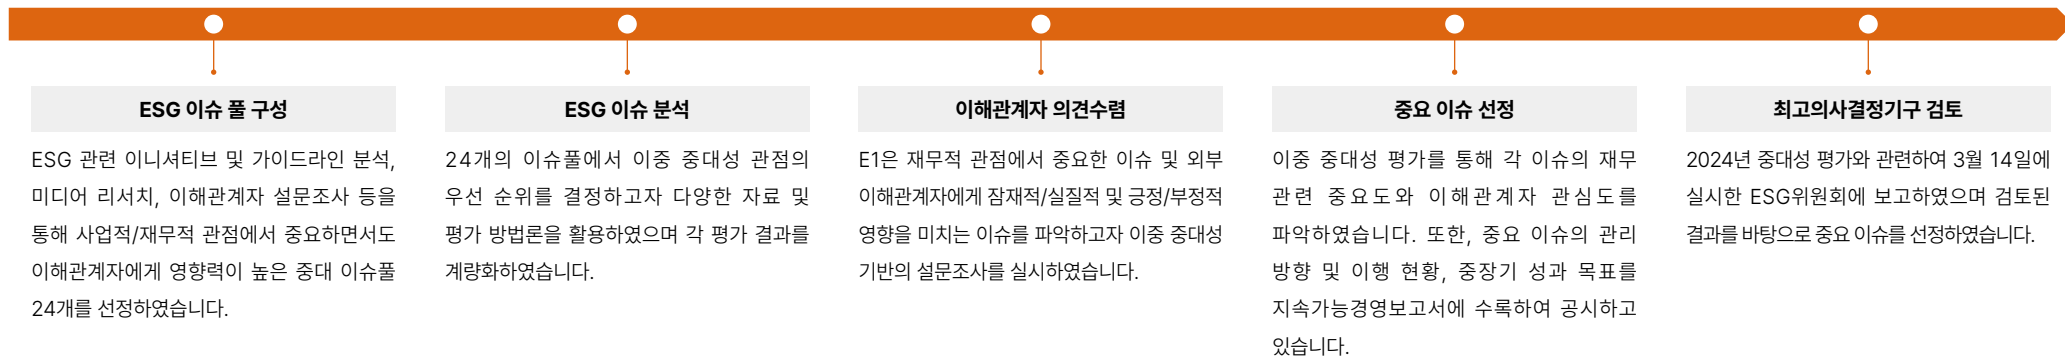 ESG 이슈 풀 구성
ESG 관련 이니셔티브 및 가이드라인 분석,
미디어 리서치, 이해관계자 설문조사 등을
통해 사업적/재무적 관점에서 중요하면서도
이해관계자에게 영향력이 높은 중대 이슈풀
24개를 선정하였습니다.
ESG 이슈 분석
24개의 이슈풀에서 이중 중대성 관점의
우선 순위를 결정하고자 다양한 자료 및
평가 방법론을 활용하였으며 각 평가 결과를
계량화하였습니다.
이해관계자 의견수렴
E1은 재무적 관점에서 중요한 이슈 및 외부
이해관계자에게 잠재적/실질적 및 긍정/부정적
영향을 미치는 이슈를 파악하고자 이중 중대성
기반의 설문조사를 실시하였습니다.
중요 이슈 선정
이중 중대성 평가를 통해 각 이슈의 재무
관련 중요도와 이해관계자 관심도를
파악하였습니다. 또한, 중요 이슈의 관리
방향 및 이행 현황, 중장기 성과 목표를
지속가능경영보고서에 수록하여 공시하고
있습니다.
최고의사결정기구 검토
2024년 중대성 평가와 관련하여 3월 14일에
실시한 ESG위원회에 보고하였으며 검토된
결과를 바탕으로 중요 이슈를 선정하였습니다.